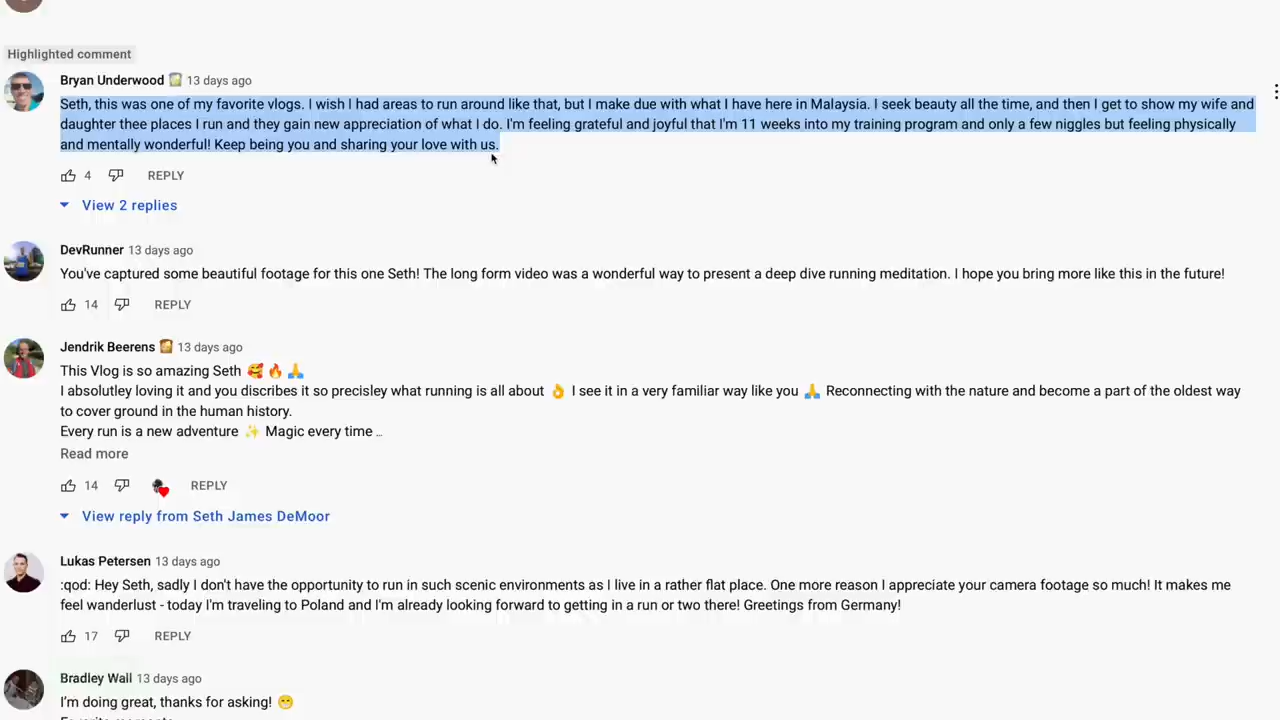 Highlighted comment
Bryan Underwood 13 days ago
Seth, this was one of my favorite vlogs. I wish I had areas to run around like that, but I make due with what I have here in Malaysia. I seek beauty all the time, and then I get to show my wife and
daughter thee places I run and they gain new appreciation of what I do. I'm feeling grateful and joyful that I'm 11 weeks into my training program and only a few niggles but feeling physically
and mentally wonderful! Keep being you and sharing your love with us.
4 REPLY
View 2 replies
DevRunner 13 days ago
You've captured some beautiful footage for this one Seth! The long form video was a wonderful way to present a deep dive running meditation. I hope you bring more like this in the future!
14 REPLY
Jendrik Beerens 13 days ago
This Vlog is so amazing Seth 🥰 🔥 🙏
I absolutley loving it and you discribes it so precisley what running is all about 👌 I see it in a very familiar way like you 🙏 Reconnecting with the nature and become a part of the oldest way
to cover ground in the human history.
Every run is a new adventure ✨ Magic every time ...
Read more
14 REPLY
View reply from Seth James DeMoor
Lukas Petersen 13 days ago
:qod: Hey Seth, sadly I don't have the opportunity to run in such scenic environments as I live in a rather flat place. One more reason I appreciate your camera footage so much! It makes me
feel wanderlust - today I'm traveling to Poland and I'm already looking forward to getting in a run or two there! Greetings from Germany!
17 REPLY
Bradley Wall 13 days ago
I'm doing great, thanks for asking! 😁